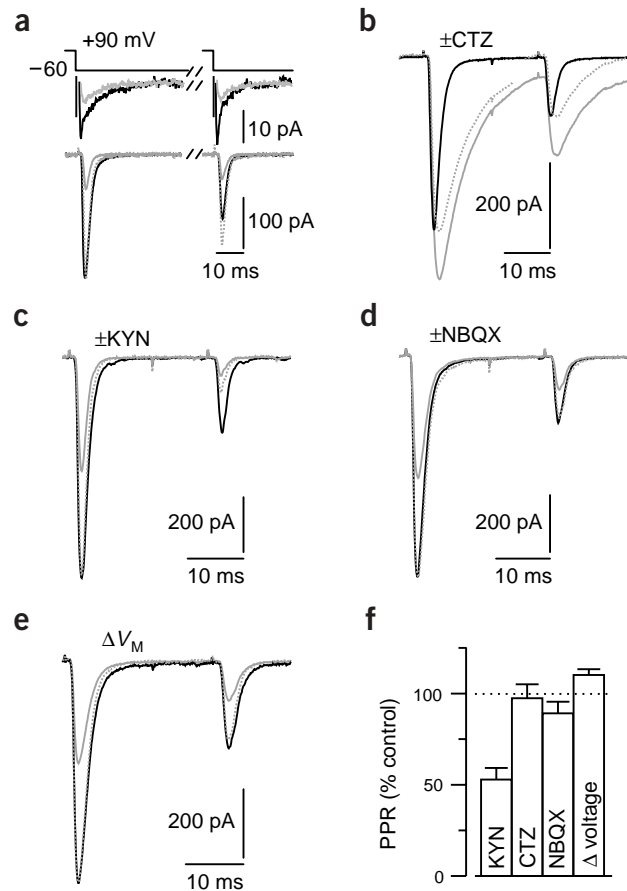 a
+90 mV
−60
10 pA
100 pA
10 ms
b
±CTZ
200 pA
10 ms
c
±KYN
200 pA
10 ms
d
±NBQX
200 pA
10 ms
e
ΔVM
200 pA
10 ms
f
PPR (% control)
100
50
0
KYN
CTZ
NBQX
Δ voltage